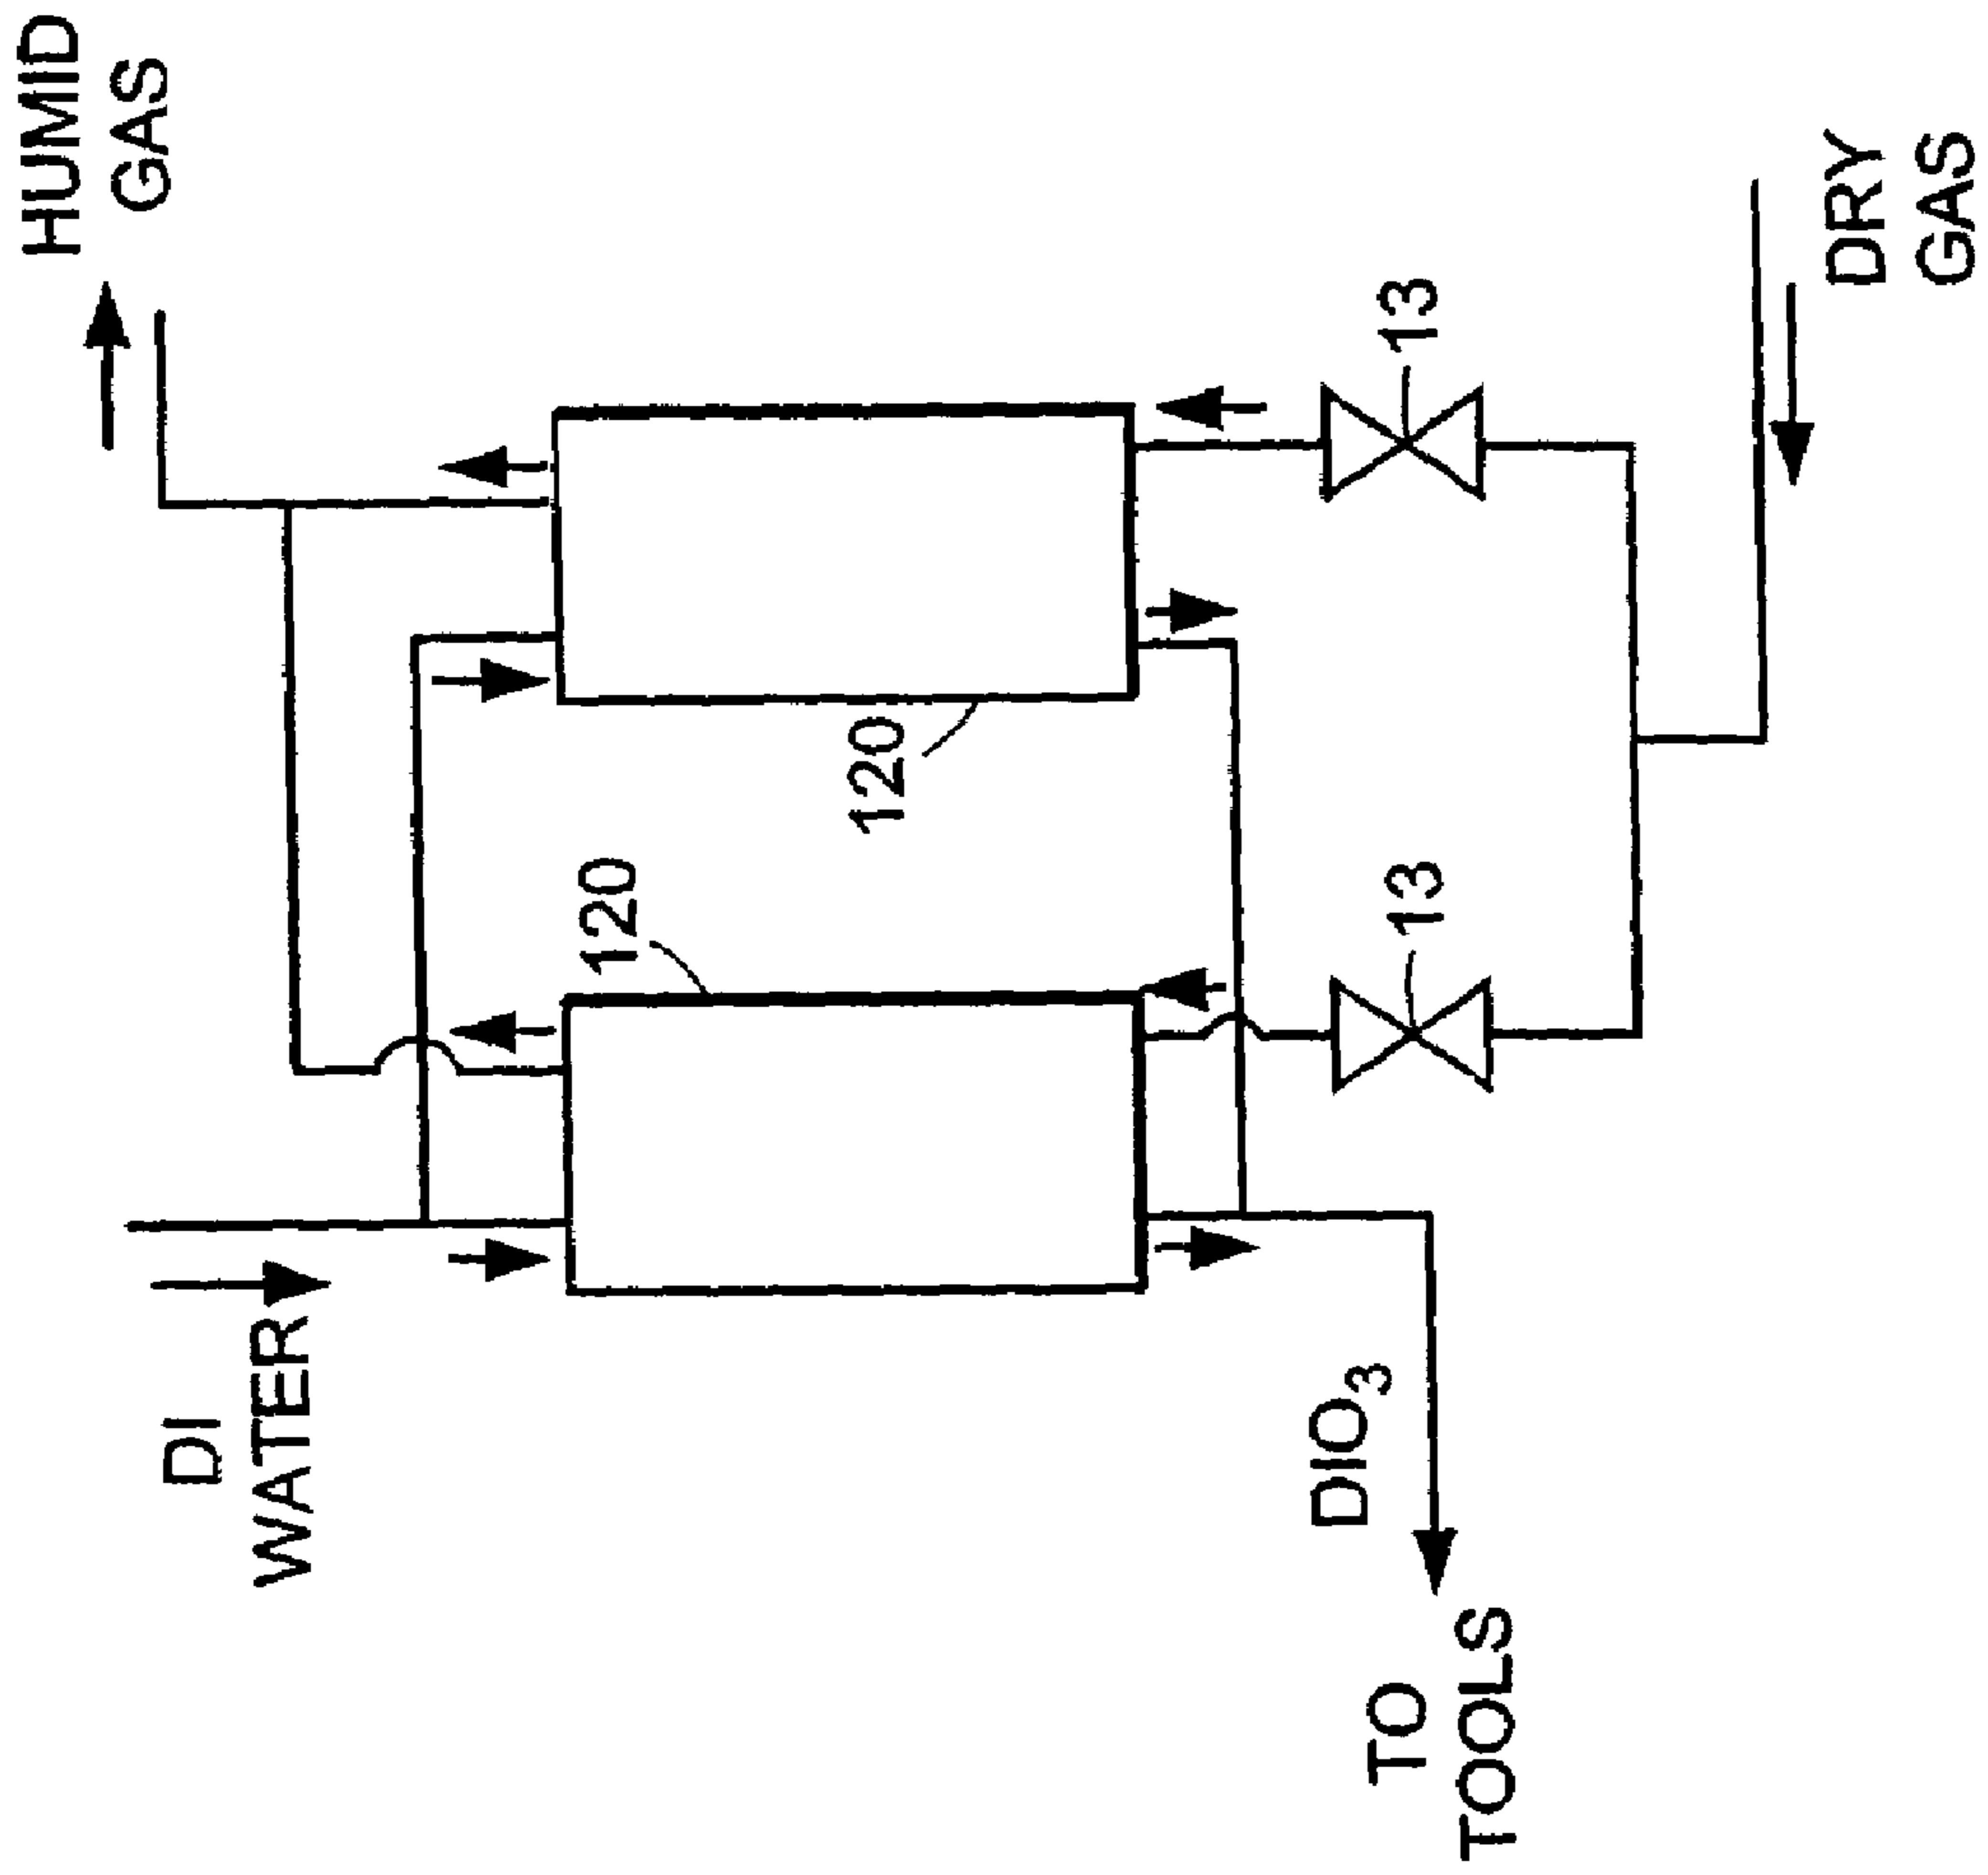 HUMID
GAS
DRY
GAS
13
13
120
120
DI
WATER
DIO3
TO
TOOLS